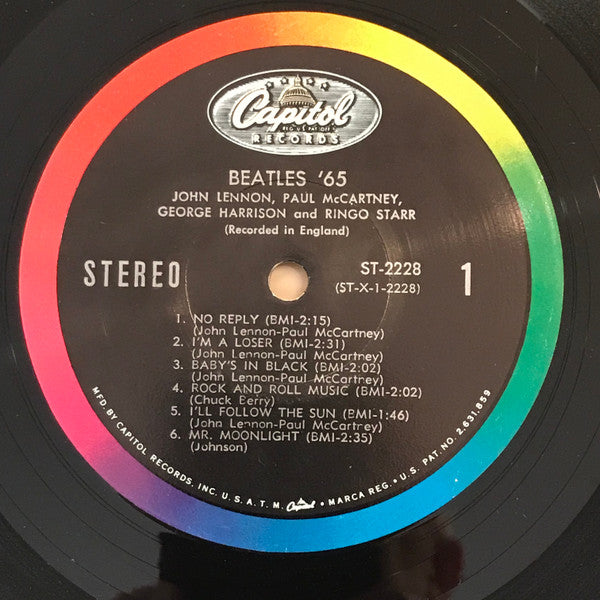 Capitol
REG. U.S. PAT. OFF.
RECORDS
BEATLES '65
JOHN LENNON, PAUL McCARTNEY,
GEORGE HARRISON and RINGO STARR
(Recorded in England)
STEREO
ST-2228
(ST-X-1-2228)
1
1. NO REPLY (BMI-2:15)
(John Lennon-Paul McCartney)
2. I'M A LOSER (BMI-2:31)
(John Lennon-Paul McCartney)
3. BABY'S IN BLACK (BMI-2:02)
(John Lennon-Paul McCartney)
4. ROCK AND ROLL MUSIC (BMI-2:02)
(Chuck Berry)
5. I'LL FOLLOW THE SUN (BMI-1:46)
(John Lennon-Paul McCartney)
6. MR. MOONLIGHT (BMI-2:35)
(Johnson)
MFD. BY CAPITOL RECORDS, INC. U.S.A. T.M. Capitol • MARCA REG. • U.S. PAT. NO. 2,631,859